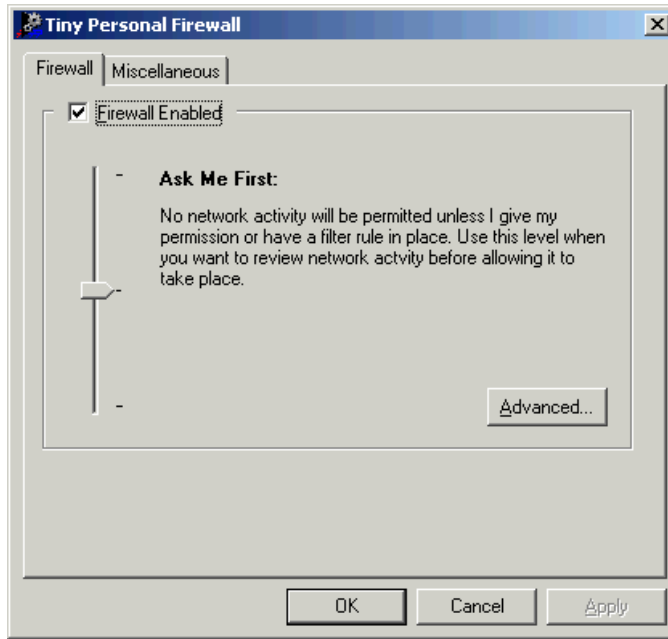 Tiny Personal Firewall
Firewall
Miscellaneous
Firewall Enabled
Ask Me First:
No network activity will be permitted unless I give my
permission or have a filter rule in place. Use this level when
you want to review network actvity before allowing it to
take place.
Advanced...
OK
Cancel
Apply